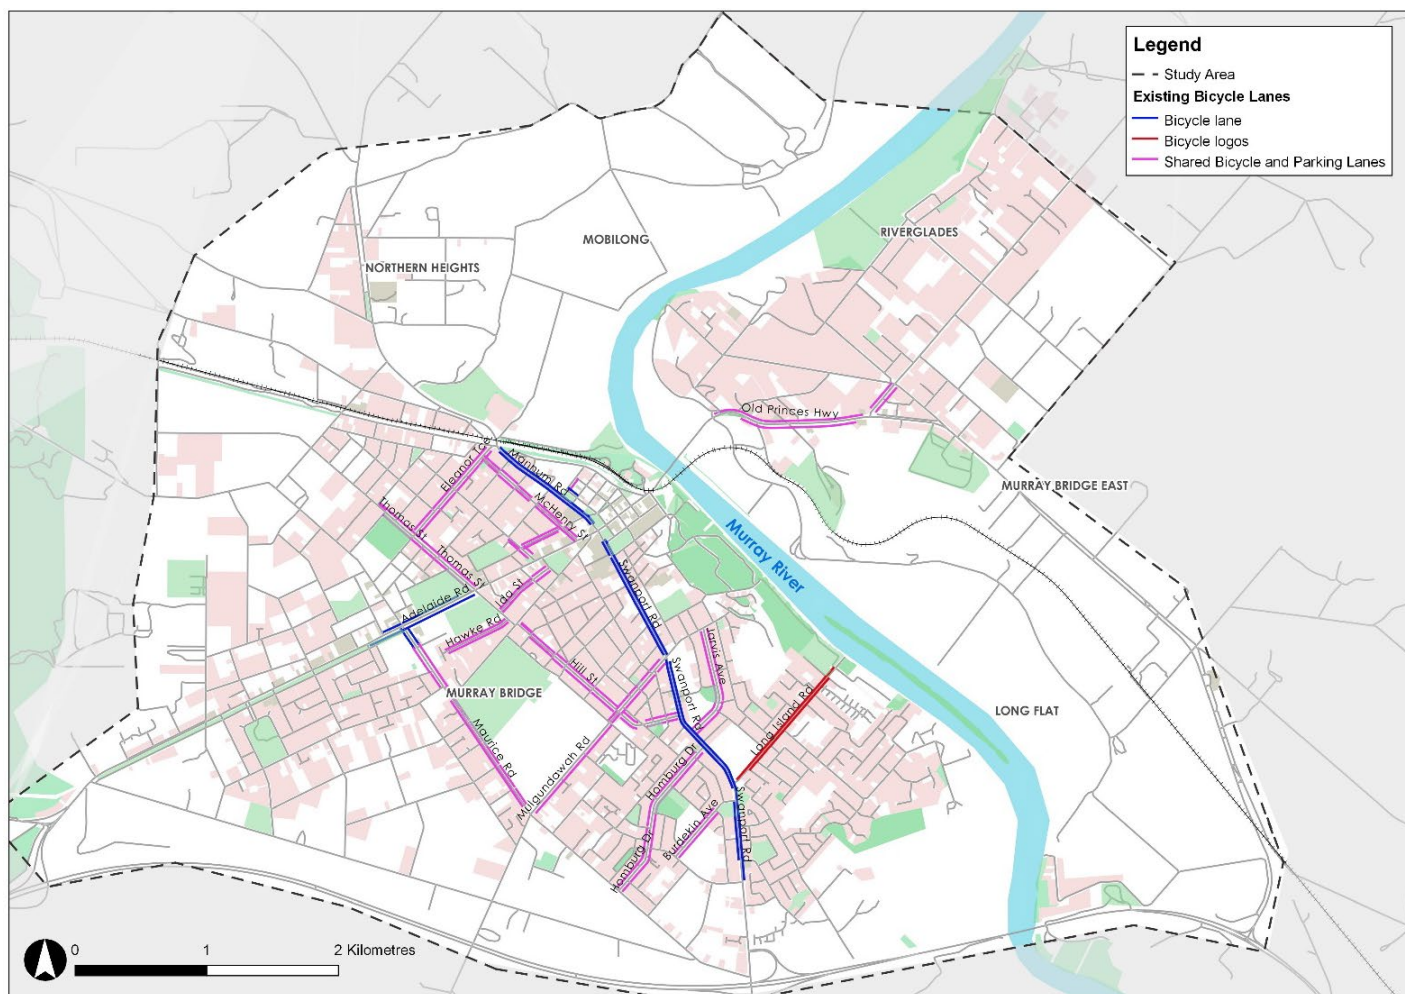 Legend
Study Area
Existing Bicycle Lanes
Bicycle lane
Bicycle logos
Shared Bicycle and Parking Lanes
RIVERGLADES
MOBILONG
NORTHERN HEIGHTS
Old Princes Hwy
Eleanor Tce
Manhum Rd
MURRAY BRIDGE EAST
McHenry St
Thomas St
Thomas St
Murray River
Swanport Rd
Adelaide Rd
Ida St
Hawke Rd
Jarvis Ave
Hill St
MURRAY BRIDGE
Swanport Rd
Long Island Rd
LONG FLAT
Maurice Rd
Mulgundawah Rd
Homburg Dr
Swanport Rd
Burdekin Ave
Homburg Dr
0 1 2 Kilometres